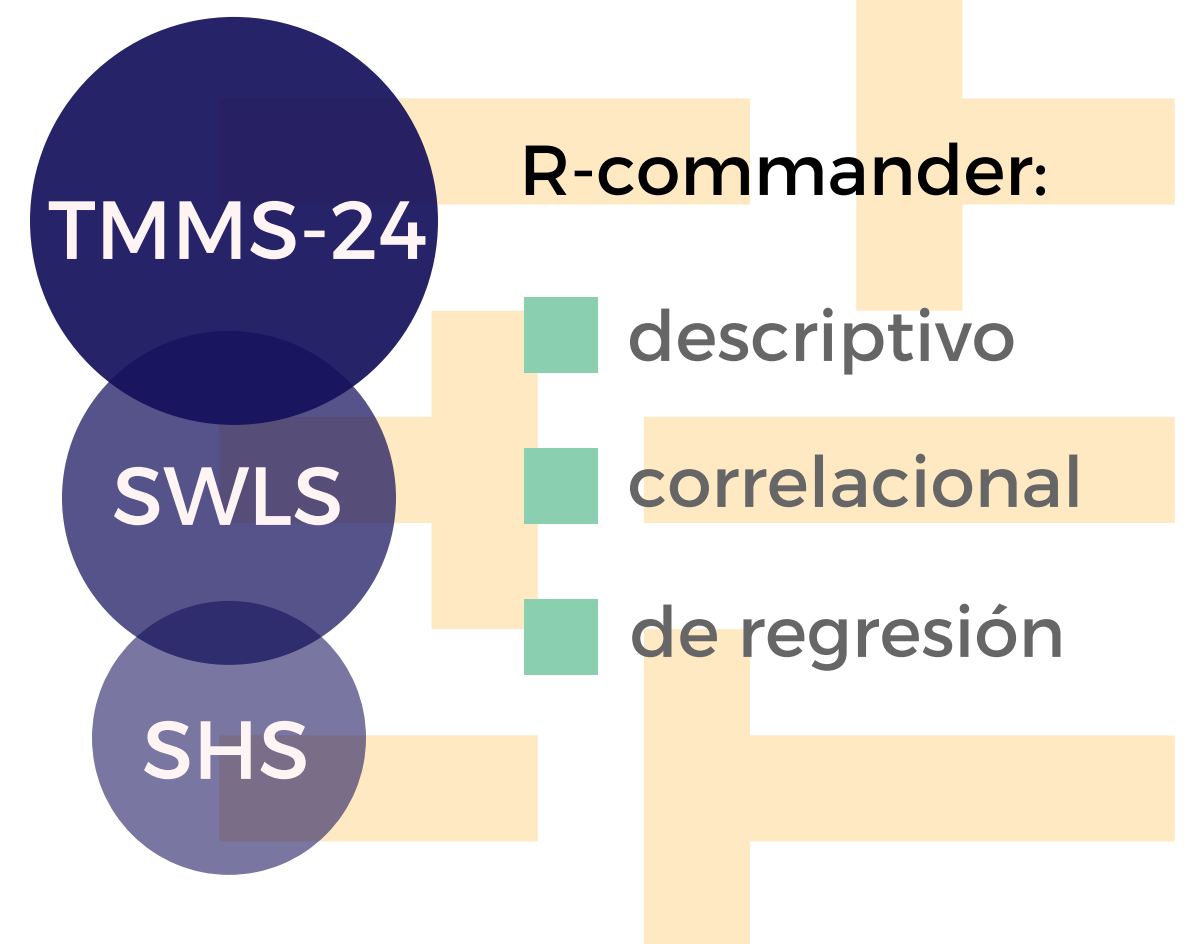 TMMS-24
SWLS
SHS
R-commander:
descriptivo
correlacional
de regresión